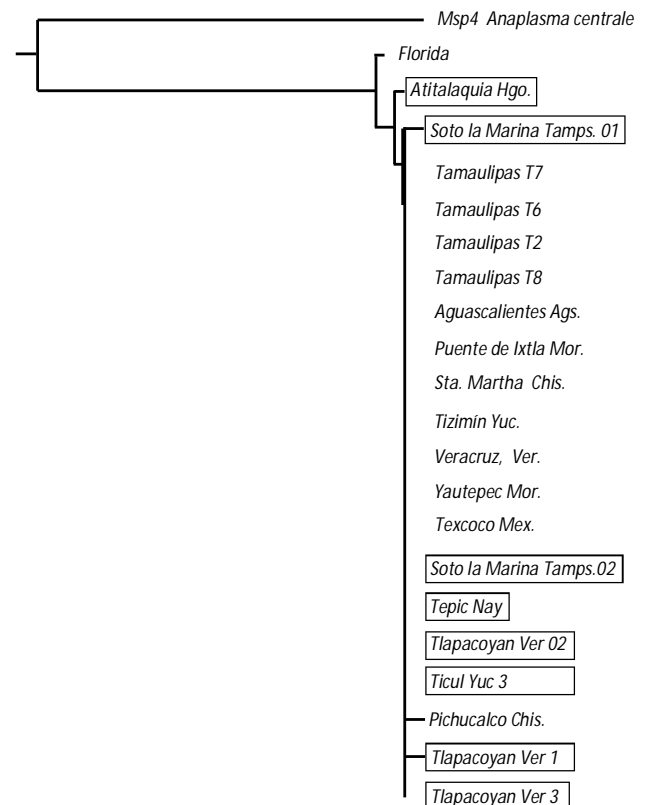 Msp4 Anaplasma centrale
Florida
Atitalaquia Hgo.
Soto la Marina Tamps. 01
Tamaulipas T7
Tamaulipas T6
Tamaulipas T2
Tamaulipas T8
Aguascalientes Ags.
Puente de Ixtla Mor.
Sta. Martha Chis.
Tizimín Yuc.
Veracruz, Ver.
Yautepec Mor.
Texcoco Mex.
Soto la Marina Tamps.02
Tepic Nay
Tlapacoyan Ver 02
Ticul Yuc 3
Pichucalco Chis.
Tlapacoyan Ver 1
Tlapacoyan Ver 3